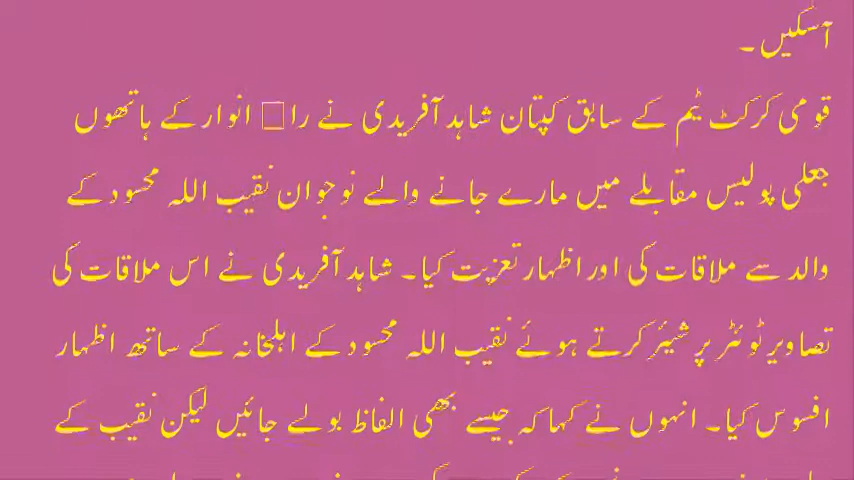 آسکیں۔
قومی کرکٹ ٹیم کے سابق کپتان شاہد آفریدی نے را□ انوار کے ہاتھوں
جعلی پولیس مقابلے میں مارے جانے والے نوجوان نقیب اللہ محسود کے
والد سے ملاقات کی اور اظہار تعزیت کیا۔ شاہد آفریدی نے اس ملاقات کی
تصاویر ٹوئٹر پر شیئر کرتے ہوئے نقیب اللہ محسود کے اہلخانہ کے ساتھ اظہار
افسوس کیا۔ انہوں نے کہا کہ جیسے بھی الفاظ بولے جائیں لیکن نقیب کے